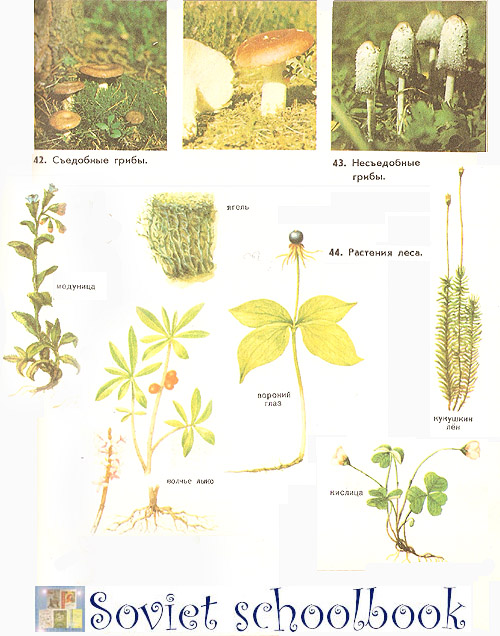 42. Съедобные грибы.
43. Несъедобные
грибы.
ягель
44. Растения леса.
медуница
вороний
глаз
кукушкин
лён
волчье лыко
кислица
Soviet schoolbook